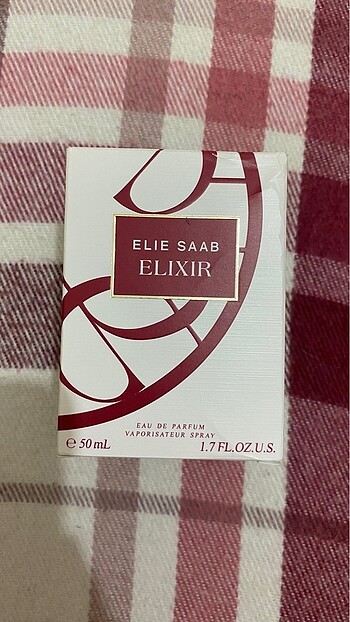 ELIE SAAB
ELIXIR
EAU DE PARFUM
VAPORISATEUR SPRAY
℮ 50 mL 1.7 FL.OZ.U.S.